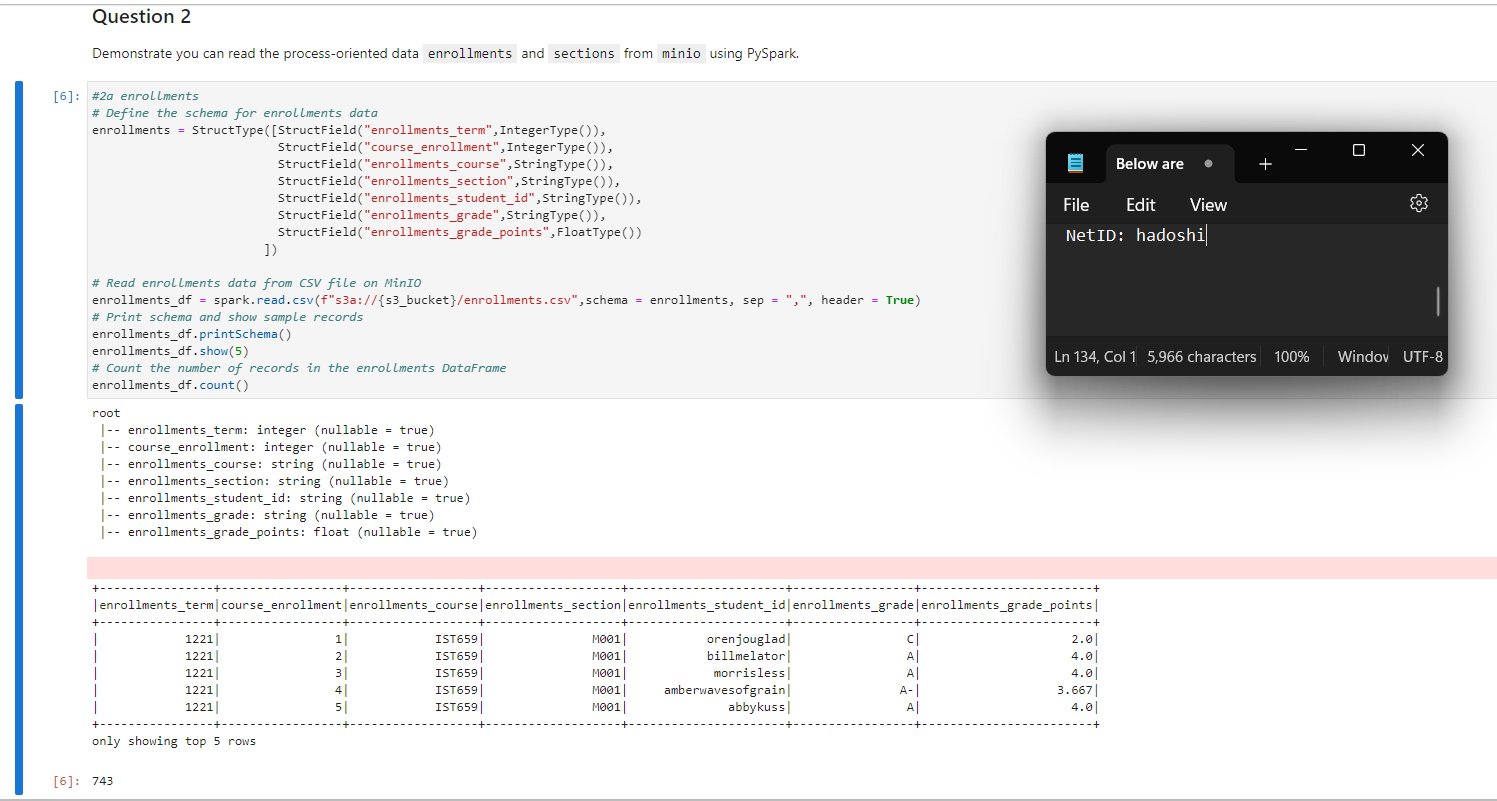 Question 2
Demonstrate you can read the process-oriented data enrollments and sections from minio using PySpark.
[6]: #2a enrollments
# Define the schema for enrollments data
enrollments = StructType([StructField("enrollments_term",IntegerType()),
StructField("course_enrollment",IntegerType()),
StructField("enrollments_course",StringType()),
StructField("enrollments_section",StringType()),
StructField("enrollments_student_id",StringType()),
StructField("enrollments_grade",StringType()),
StructField("enrollments_grade_points",FloatType())
])
# Read enrollments data from CSV file on MinIO
enrollments_df = spark.read.csv(f"s3a://{s3_bucket}/enrollments.csv",schema = enrollments, sep = ",", header = True)
# Print schema and show sample records
enrollments_df.printSchema()
enrollments_df.show(5)
# Count the number of records in the enrollments DataFrame
enrollments_df.count()
Below are
File Edit View
NetID: hadoshi
Ln 134, Col 1 5,966 characters 100% Window UTF-8
root
|-- enrollments_term: integer (nullable = true)
|-- course_enrollment: integer (nullable = true)
|-- enrollments_course: string (nullable = true)
|-- enrollments_section: string (nullable = true)
|-- enrollments_student_id: string (nullable = true)
|-- enrollments_grade: string (nullable = true)
|-- enrollments_grade_points: float (nullable = true)
+----------------+-----------------+------------------+-------------------+----------------------+-----------------+------------------------+
|enrollments_term|course_enrollment|enrollments_course|enrollments_section|enrollments_student_id|enrollments_grade|enrollments_grade_points|
+----------------+-----------------+------------------+-------------------+----------------------+-----------------+------------------------+
| 1221| 1| IST659| M001| orenjouglad| C| 2.0|
| 1221| 2| IST659| M001| billmelator| A| 4.0|
| 1221| 3| IST659| M001| morrisless| A| 4.0|
| 1221| 4| IST659| M001| amberwavesofgrain| A-| 3.667|
| 1221| 5| IST659| M001| abbykuss| A| 4.0|
+----------------+-----------------+------------------+-------------------+----------------------+-----------------+------------------------+
only showing top 5 rows
[6]: 743